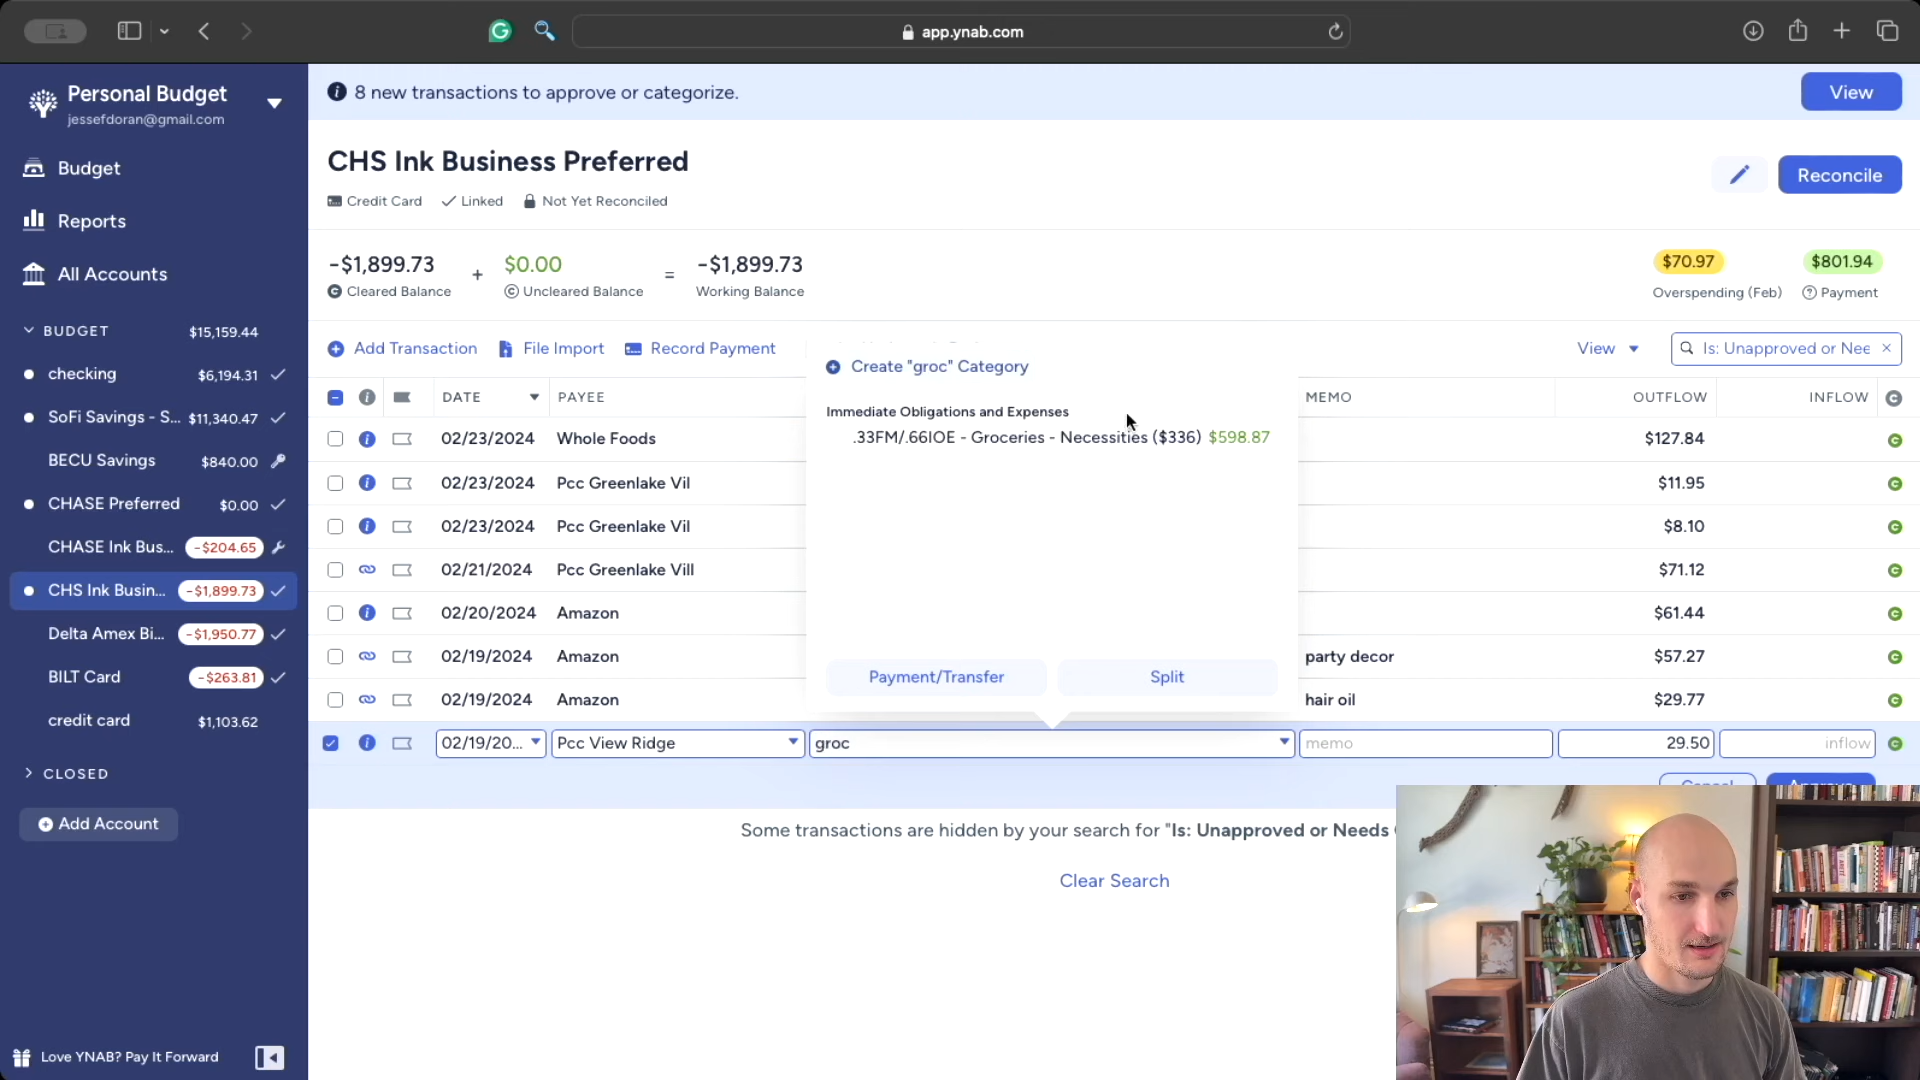 app.ynab.com
Personal Budget
jessefdoran@gmail.com
Budget
Reports
All Accounts
BUDGET $15,159.44
checking $6,194.31
SoFi Savings - S... $11,340.47
BECU Savings $840.00
CHASE Preferred $0.00
CHASE Ink Bus... -$204.65
CHS Ink Busin... -$1,899.73
Delta Amex Bi... -$1,950.77
BILT Card -$263.81
credit card $1,103.62
CLOSED
Add Account
Love YNAB? Pay It Forward
8 new transactions to approve or categorize.
View
CHS Ink Business Preferred
Credit Card Linked Not Yet Reconciled
Reconcile
-$1,899.73 + $0.00 = -$1,899.73
Cleared Balance Uncleared Balance Working Balance
$70.97 $801.94
Overspending (Feb) Payment
Add Transaction File Import Record Payment
View Is: Unapproved or Nee
DATE PAYEE MEMO OUTFLOW INFLOW
02/23/2024 Whole Foods $127.84
02/23/2024 Pcc Greenlake Vil $11.95
02/23/2024 Pcc Greenlake Vil $8.10
02/21/2024 Pcc Greenlake Vill $71.12
02/20/2024 Amazon $61.44
02/19/2024 Amazon party decor $57.27
02/19/2024 Amazon hair oil $29.77
02/19/20... Pcc View Ridge groc memo 29.50 inflow
Create "groc" Category
Immediate Obligations and Expenses
.33FM/.66IOE - Groceries - Necessities ($336) $598.87
Payment/Transfer Split
Some transactions are hidden by your search for "Is: Unapproved or Needs
Clear Search